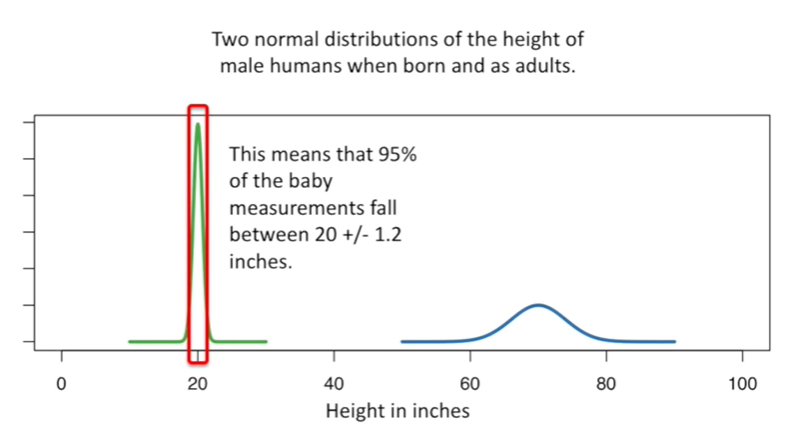 Two normal distributions of the height of
male humans when born and as adults.
This means that 95%
of the baby
measurements fall
between 20 +/- 1.2
inches.
0 20 40 60 80 100
Height in inches